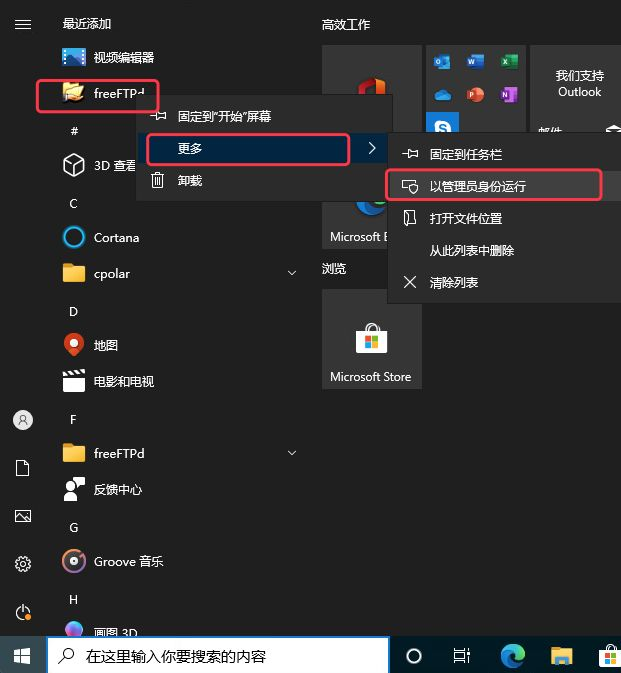 最近添加
视频编辑器
freeFTPd
#
3D 查看
C
Cortana
cpolar
D
地图
电影和电视
F
freeFTPd
反馈中心
G
Groove 音乐
H
画图 3D
固定到"开始"屏幕
更多
卸载
固定到任务栏
以管理员身份运行
打开文件位置
从此列表中删除
清除列表
高效工作
我们支持
Outlook
邮件
Microsoft E
浏览
Microsoft Store
在这里输入你要搜索的内容